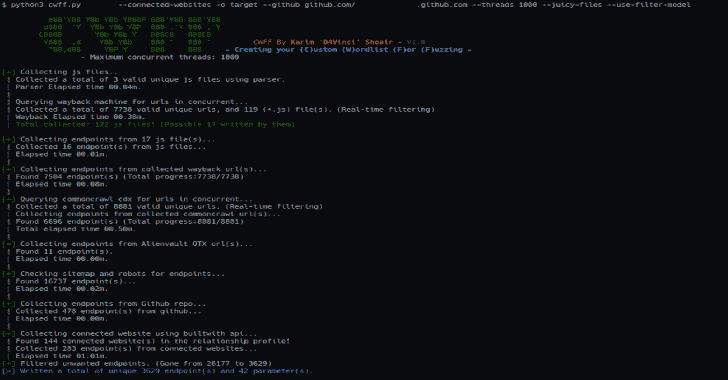 $ python3 cwff.py --connected-websites -o target --github github.com/ .github.com --threads 1000 --juicy-files --use-filter-model
CWFF By Karim 'D4Vinci' Shoair - v1.0
- Creating your {C}ustom {W}ordlist {F}or {F}uzzing -
- Maximum concurrent threads: 1000
[~] Collecting js files..
| Collected a total of 3 valid unique js files using parser.
| Parser Elapsed time 00.04m.
|
| Querying wayback machine for urls in concurrent...
| Collected a total of 7738 valid unique urls, and 119 (*.js) file(s). (Real-time filtering)
| Wayback Elapsed time 00.38m.
| Total collected: 122 js files! (Possible 17 written by them)
|
[~] Collecting endpoints from 17 js file(s)...
| Collected 16 endpoint(s) from js files...
| Elapsed time 00.01m.
|
[~] Collecting endpoints from collected wayback url(s)...
| Found 7504 endpoint(s) (Total progress:7738/7738)
| Elapsed time 00.08m.
|
[~] Querying commoncrawl cdx for urls in concurrent...
| Collected a total of 8881 valid unique urls. (Real-time filtering)
| Collecting endpoints from collected commoncrawl url(s)...
| Found 6696 endpoint(s) (Total progress:8881/8881)
| Total elapsed time 00.50m.
|
[~] Collecting endpoints from Alienvault OTX url(s)...
| Found 11 endpoint(s).
| Elapsed time 00.00m.
|
[~] Checking sitemap and robots for endpoints...
| Found 16737 endpoint(s)...
| Elapsed time 00.02m.
|
[~] Collecting endpoints from Github repo...
| Collected 478 endpoint(s) from github...
| Elapsed time 00.00m.
|
[~] Collecting connected website using builtwith api...
| Found 144 connected website(s) in the relationship profile!
| Collected 283 endpoint(s) from connected websites...
| Elapsed time 01.01m.
[+] Filtered unwanted endpoints. (Gone from 26177 to 3629)
[>] Written a total of unique 3629 endpoint(s) and 42 parameter(s).